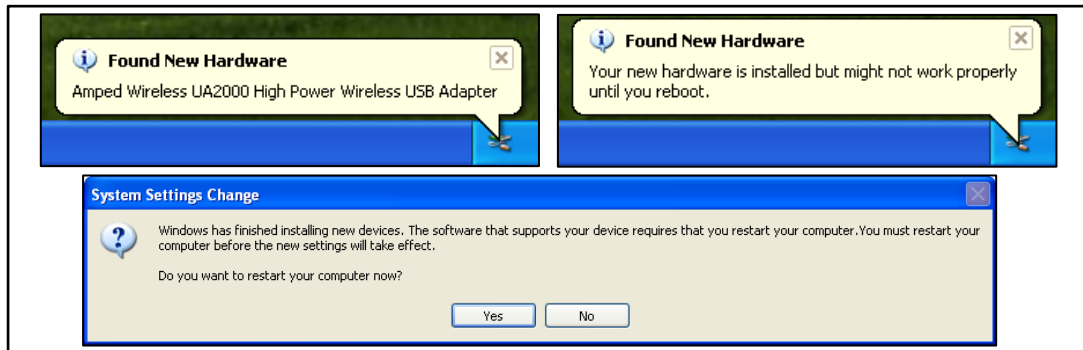 Found New Hardware
Amped Wireless UA2000 High Power Wireless USB Adapter
Found New Hardware
Your new hardware is installed but might not work properly
until you reboot.
System Settings Change
Windows has finished installing new devices. The software that supports your device requires that you restart your computer.You must restart your
computer before the new settings will take effect.
Do you want to restart your computer now?
Yes
No